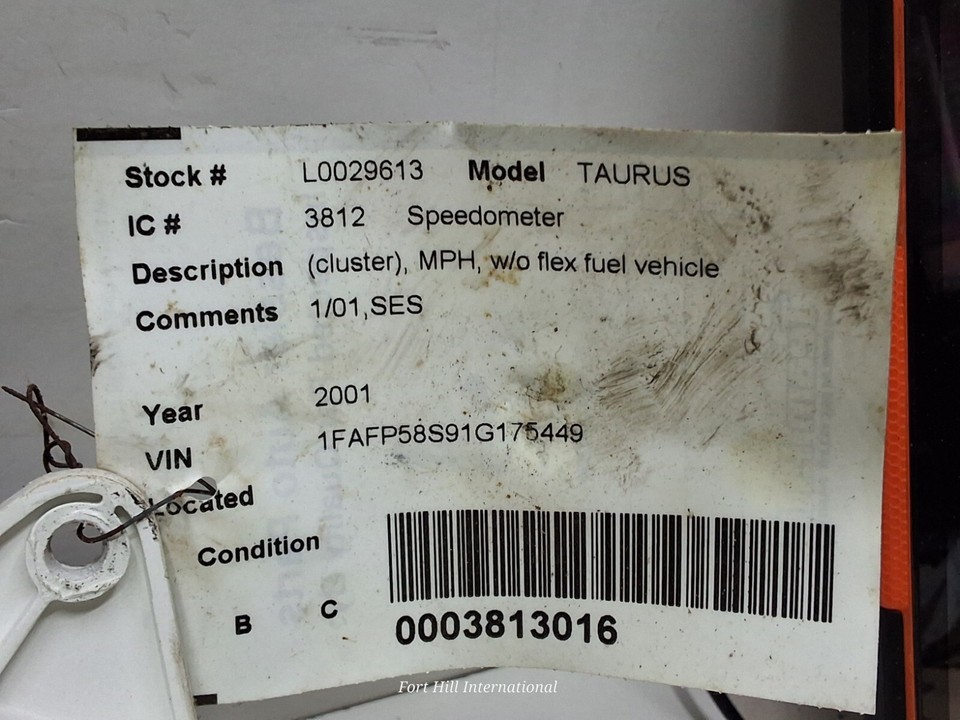 Stock # L0029613 Model TAURUS
IC # 3812 Speedometer
Description (cluster), MPH, w/o flex fuel vehicle
Comments 1/01,SES
Year 2001
VIN 1FAFP58S91G175449
Located
Condition
B C
0003813016
Fort Hill International